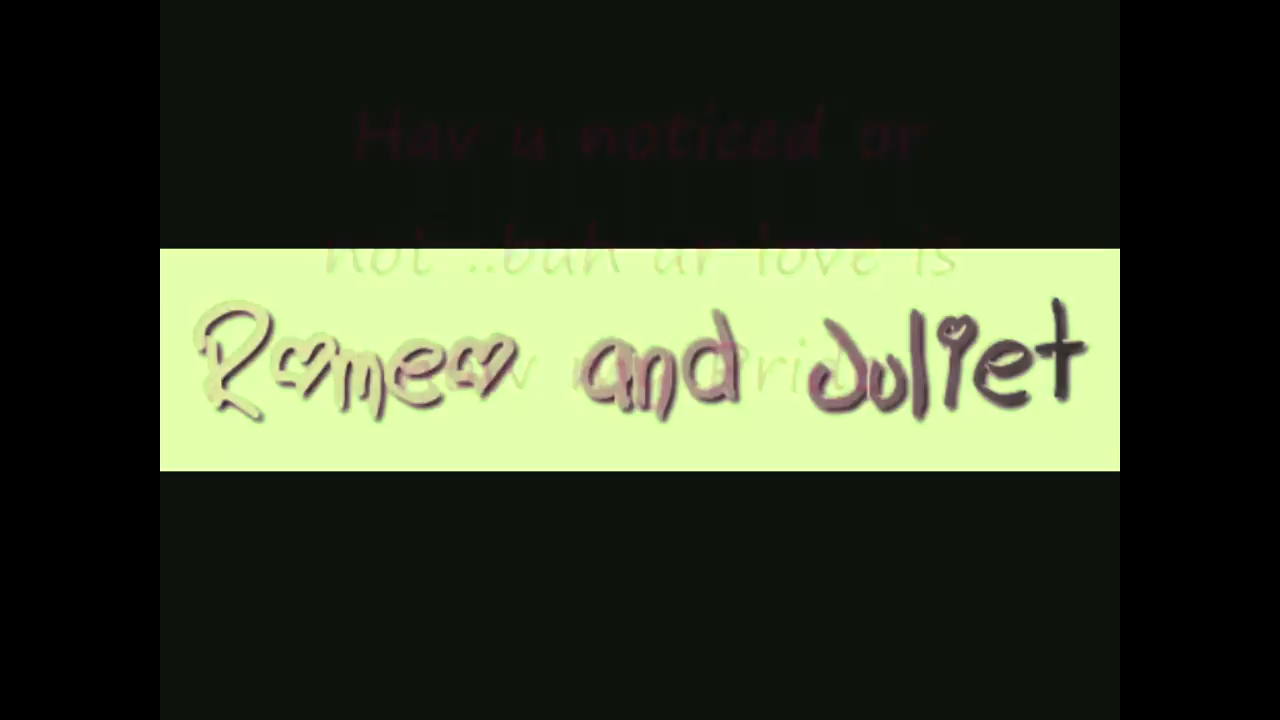 Hav u noticed or
not ..buh ur love is
Romeo and Juliet